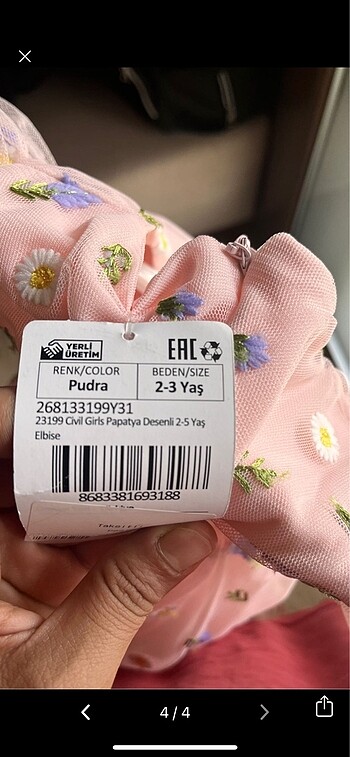 YERLİ
ÜRETİM
EAC
RENK/COLOR
BEDEN/SIZE
Pudra
2-3 Yaş
268133199Y31
23199 Civil Girls Papatya Desenli 2-5 Yaş
Elbise
8683381693188
4/4